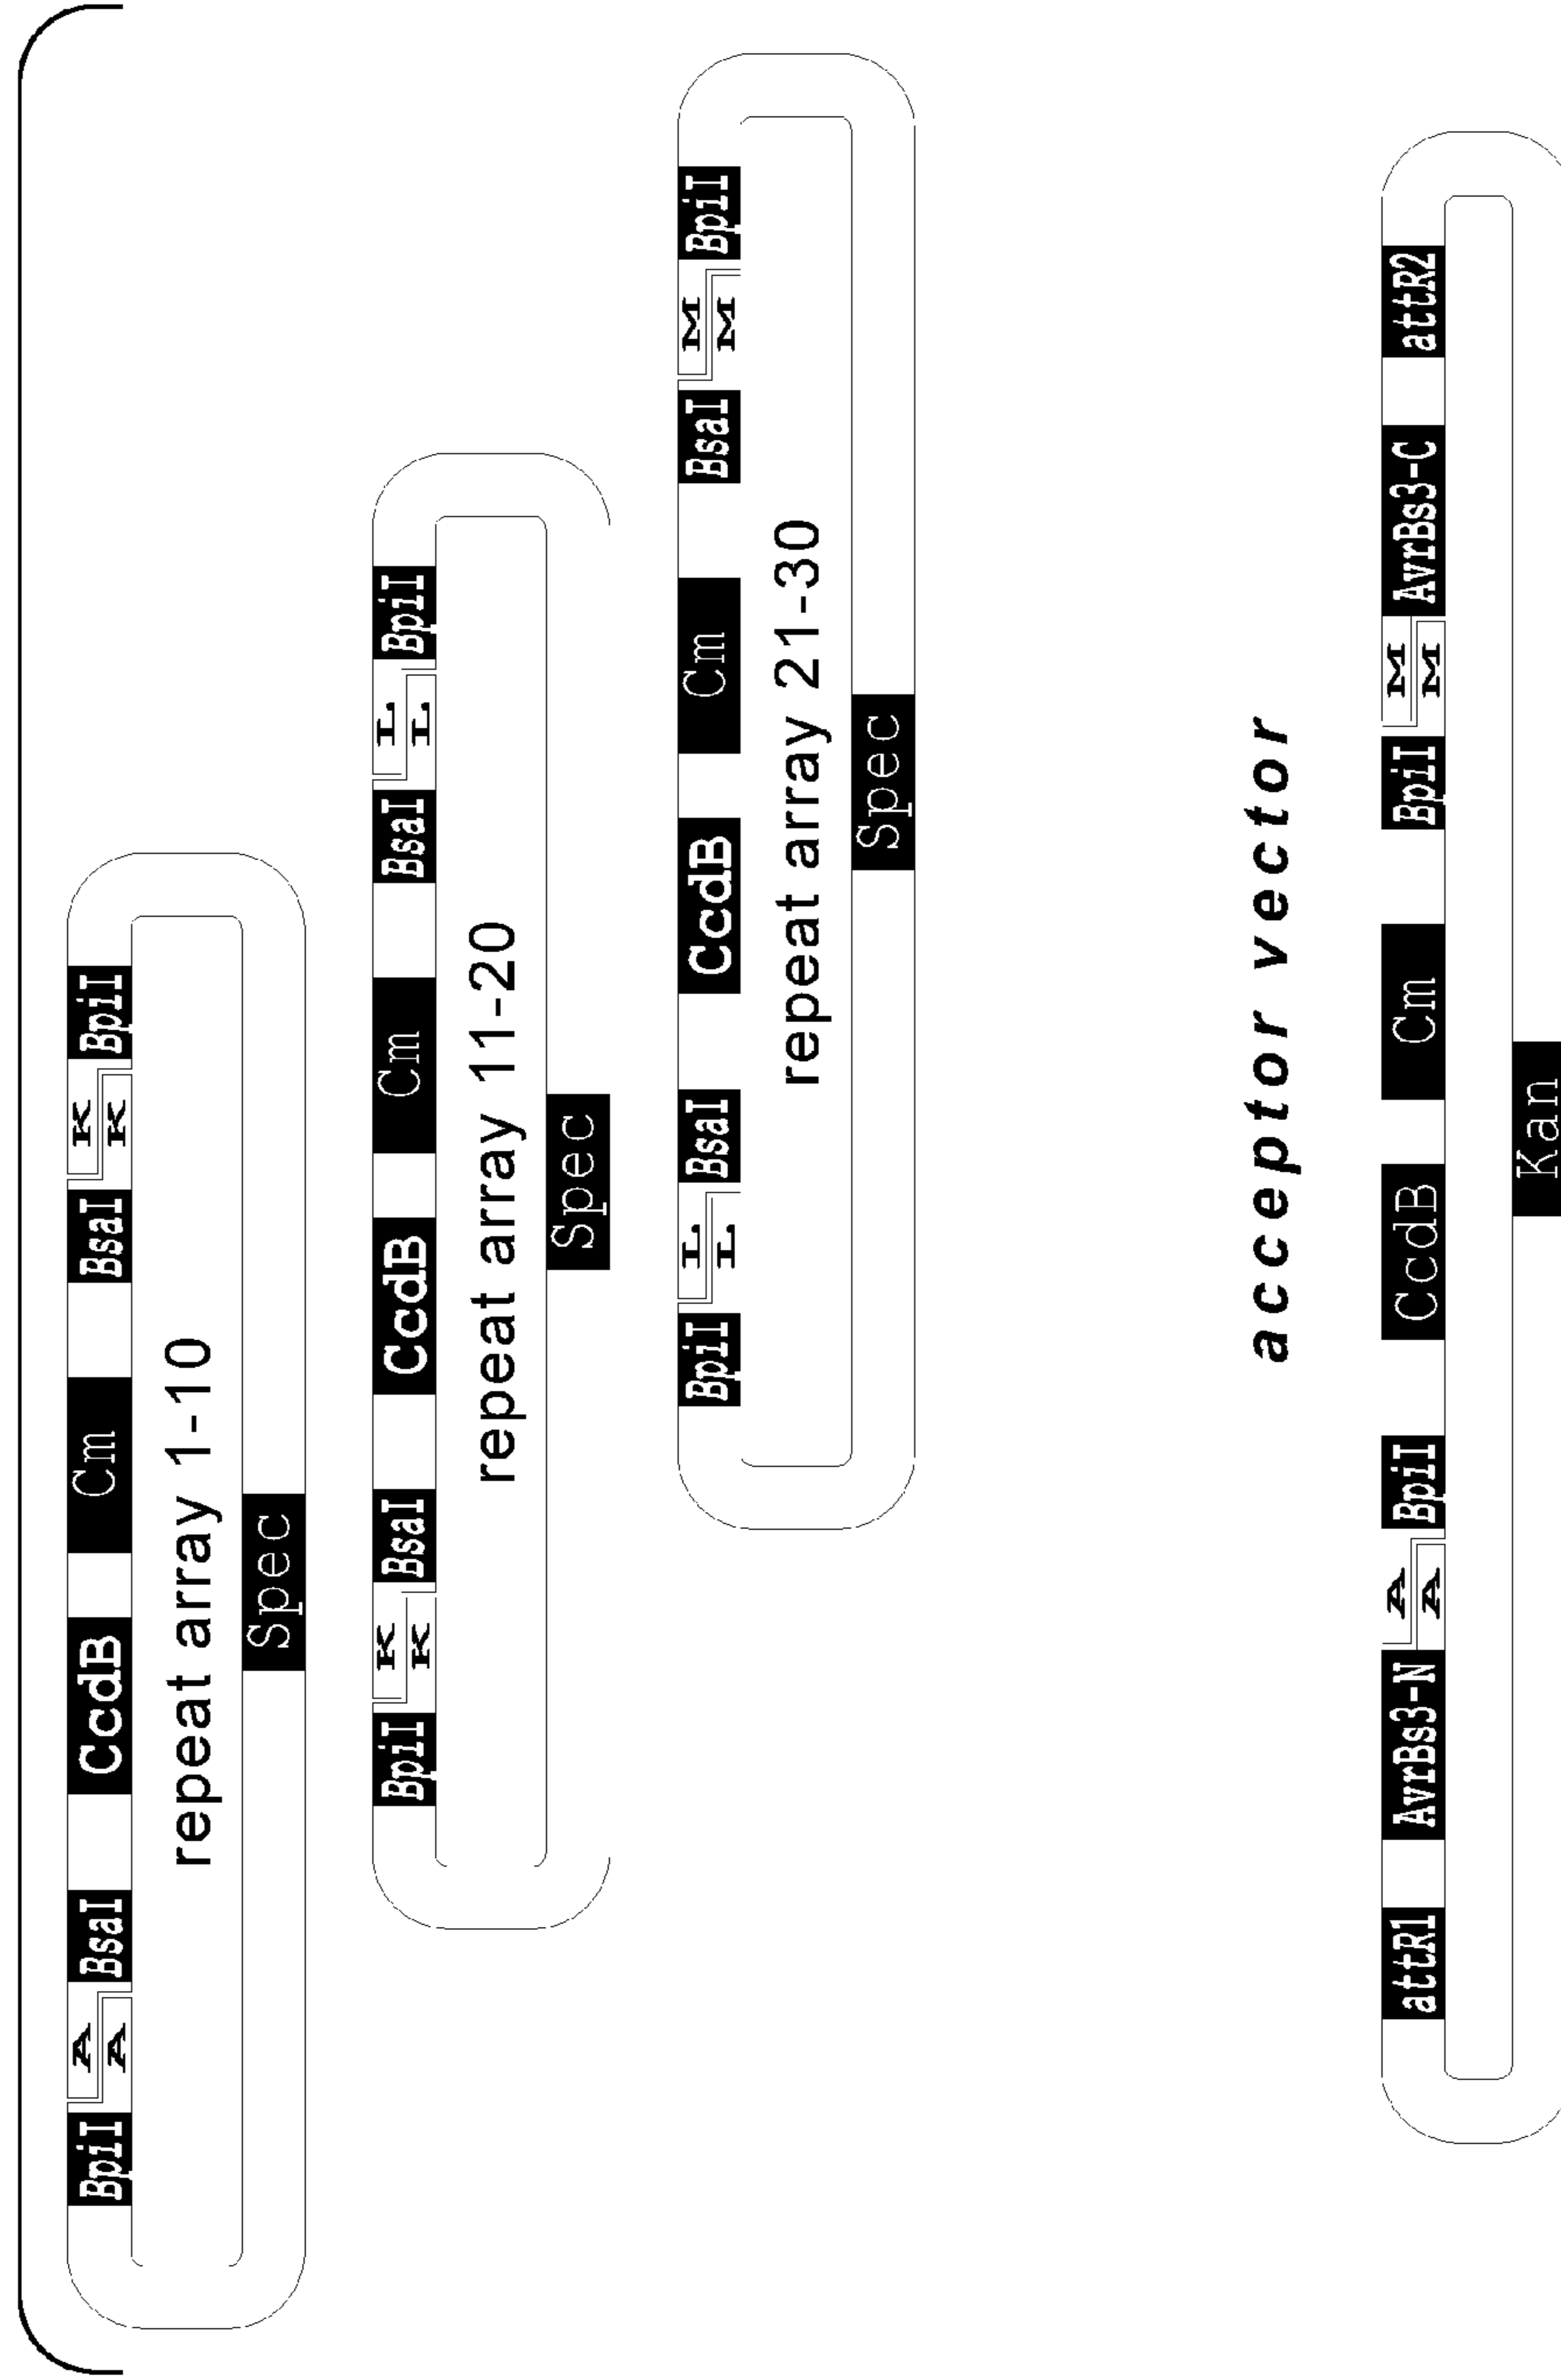 BpiI A A BsaI CcdB Cm BsaI K K BpiI
repeat array 1-10
Spec
BpiI K K BsaI CcdB Cm BsaI L L BpiI
repeat array 11-20
Spec
BpiI L L BsaI CcdB Cm BsaI M M BpiI
repeat array 21-30
Spec
acceptor vector
attR1 AvrBs3-N A A BpiI CcdB Cm BpiI M M AvrBs3-C attR2
Kan